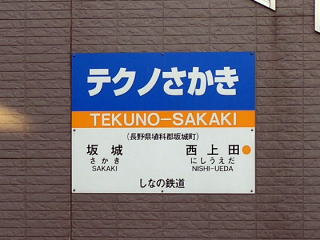 テクノさかき
TEKUNO-SAKAKI
(長野県埴科郡坂城町)
坂城 西上田
さかき にしうえだ
SAKAKI NISHI-UEDA
しなの鉄道